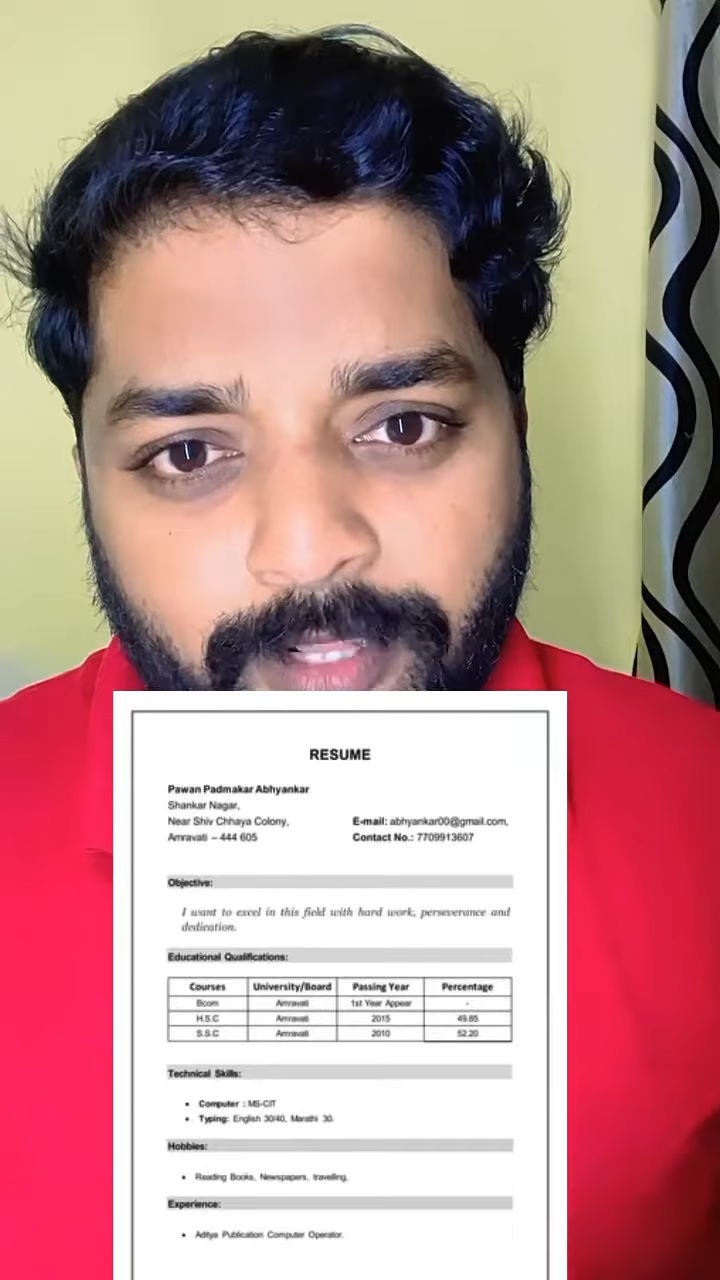 RESUME
Pawan Padmakar Abhyankar
Shankar Nagar,
Near Shiv Chhaya Colony, E-mail: abhyankar00@gmail.com,
Amravati – 444 605 Contact No.: 7709913607
Objective:
I want to excel in this field with hard work, perseverance and
dedication.
Educational Qualifications:
Courses University/Board Passing Year Percentage
Bcom Amravati 1st Year Appear -
H.S.C Amravati 2015 49.85
S.S.C Amravati 2010 52.20
Technical Skills:
• Computer : MS-CIT
• Typing: English 30/40, Marathi 30.
Hobbies:
• Reading Books, Newspapers, travelling,
Experience:
• Aditya Publication Computer Operator.